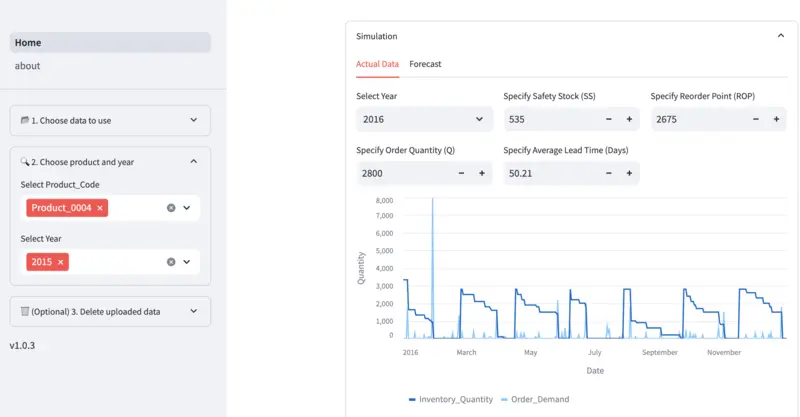 Home
about
1. Choose data to use
2. Choose product and year
Select Product_Code
Product_0004 ×
Select Year
2015 ×
(Optional) 3. Delete uploaded data
v1.0.3
Simulation
Actual Data Forecast
Select Year Specify Safety Stock (SS) Specify Reorder Point (ROP)
2016 535 − + 2675 − +
Specify Order Quantity (Q) Specify Average Lead Time (Days)
2800 − + 50.21 − +
8,000
7,000
6,000
5,000
4,000
3,000
2,000
1,000
0
Quantity
2016 March May July September November
Date
Inventory_Quantity Order_Demand